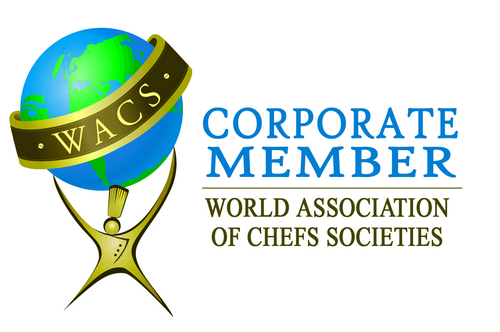 · WACS ·
CORPORATE
MEMBER
WORLD ASSOCIATION
OF CHEFS SOCIETIES